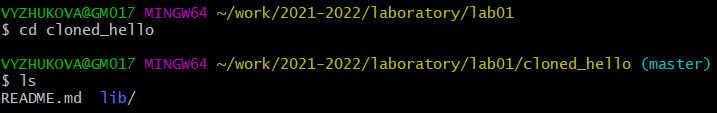 VYZHUKOVA@GM017 MINGW64 ~/work/2021-2022/laboratory/lab01
$ cd cloned_hello
VYZHUKOVA@GM017 MINGW64 ~/work/2021-2022/laboratory/lab01/cloned_hello (master)
$ ls
README.md  lib/